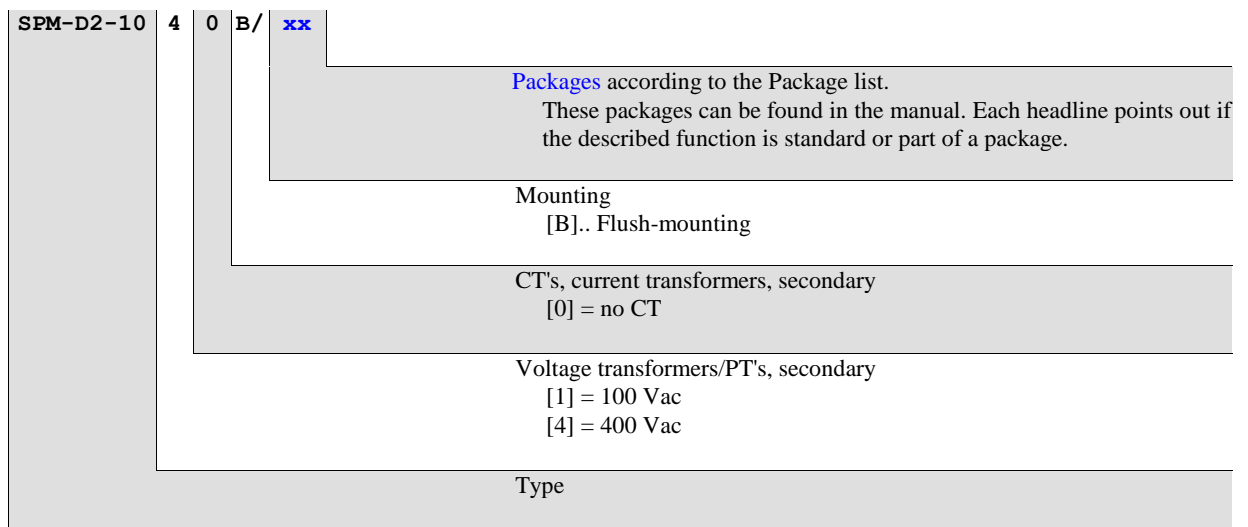 SPM-D2-10 4 0 B/ xx
Packages according to the Package list.
These packages can be found in the manual. Each headline points out if
the described function is standard or part of a package.
Mounting
[B].. Flush-mounting
CT's, current transformers, secondary
[0] = no CT
Voltage transformers/PT's, secondary
[1] = 100 Vac
[4] = 400 Vac
Type